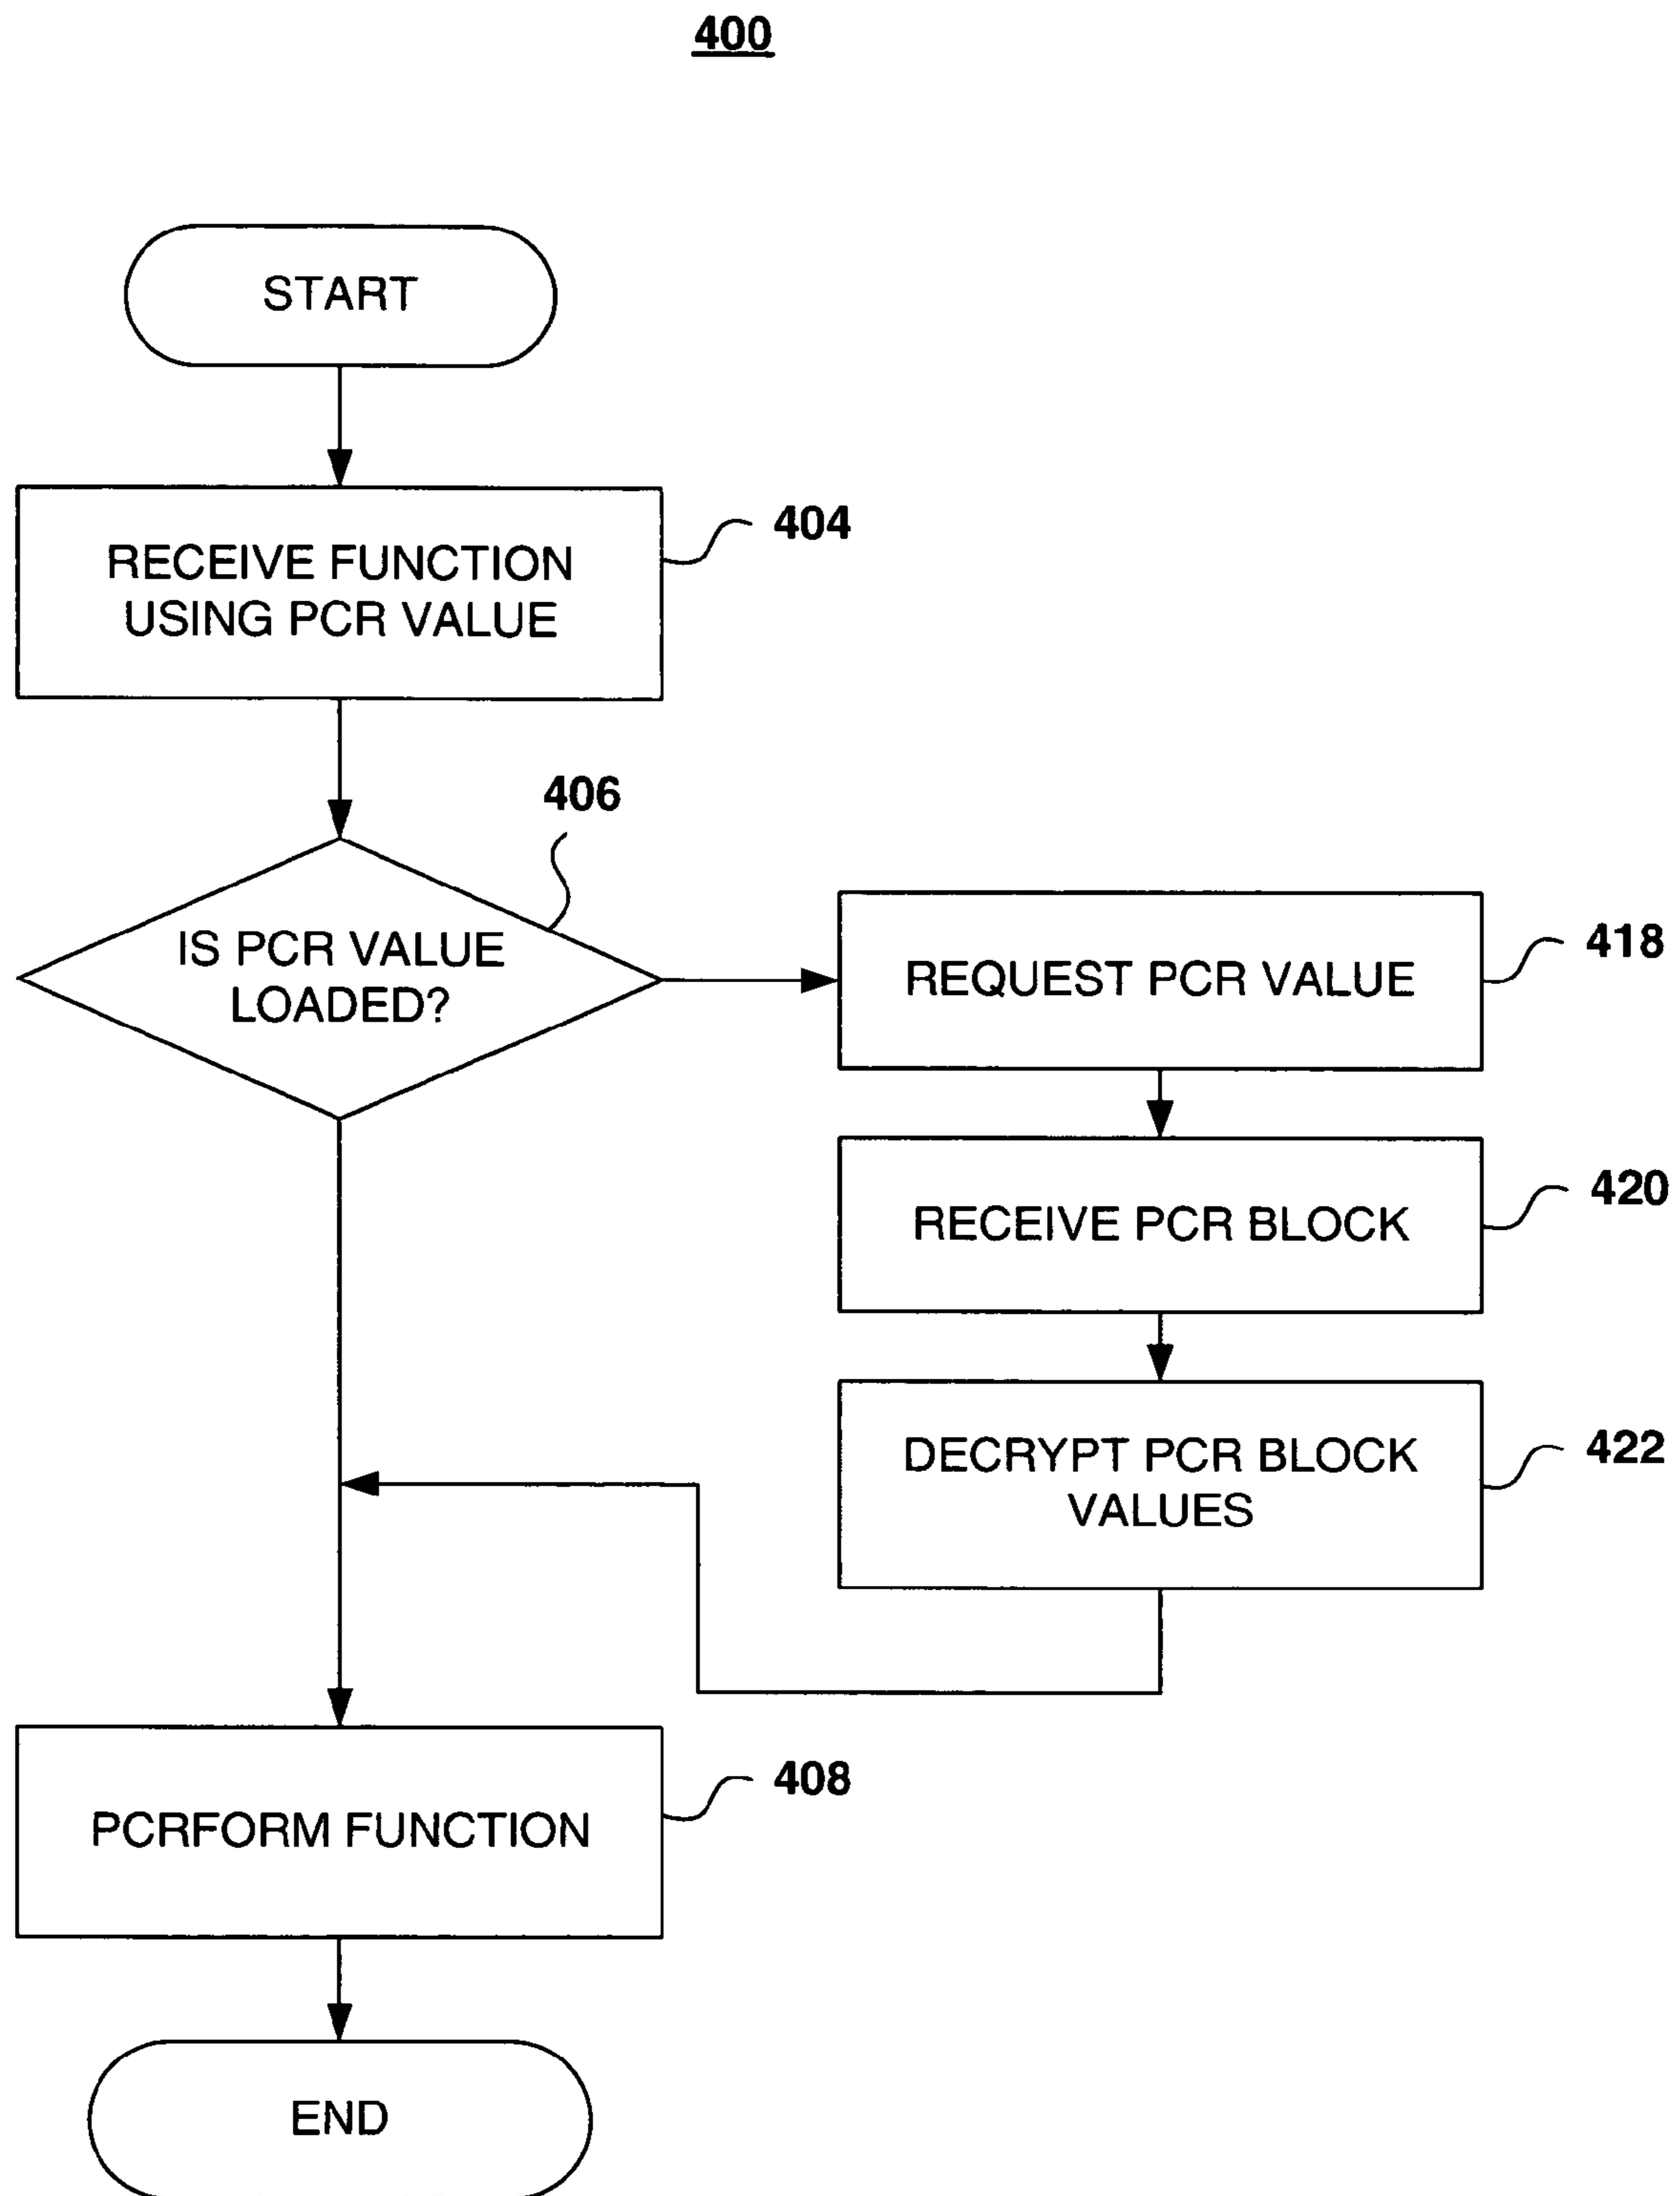 400
START
RECEIVE FUNCTION
USING PCR VALUE
404
406
IS PCR VALUE
LOADED?
REQUEST PCR VALUE
418
RECEIVE PCR BLOCK
420
DECRYPT PCR BLOCK
VALUES
422
PCRFORM FUNCTION
408
END